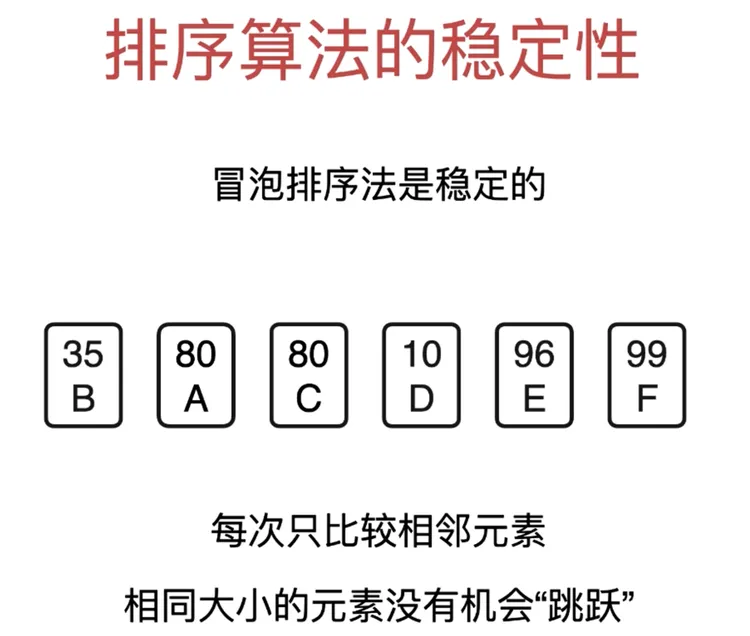 排序算法的稳定性
冒泡排序法是稳定的
35 80 80 10 96 99
B A C D E F
每次只比较相邻元素
相同大小的元素没有机会“跳跃”